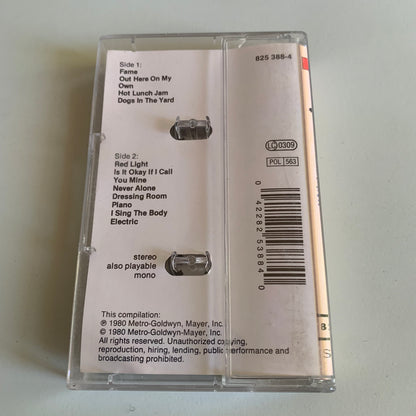 Side 1:
Fame
Out Here On My
Own
Hot Lunch Jam
Dogs In The Yard
Side 2:
Red Light
Is It Okay If I Call
You Mine
Never Alone
Dressing Room
Piano
I Sing The Body
Electric
stereo
also playable
mono
This compilation:
℗ 1980 Metro-Goldwyn, Mayer, Inc.
© 1980 Metro-Goldwyn-Mayer, Inc.
All rights reserved. Unauthorized copying,
reproduction, hiring, lending, public performance and
broadcasting prohibited.
825 388-4
LC 0309
POL 563
0 42282 53884 0